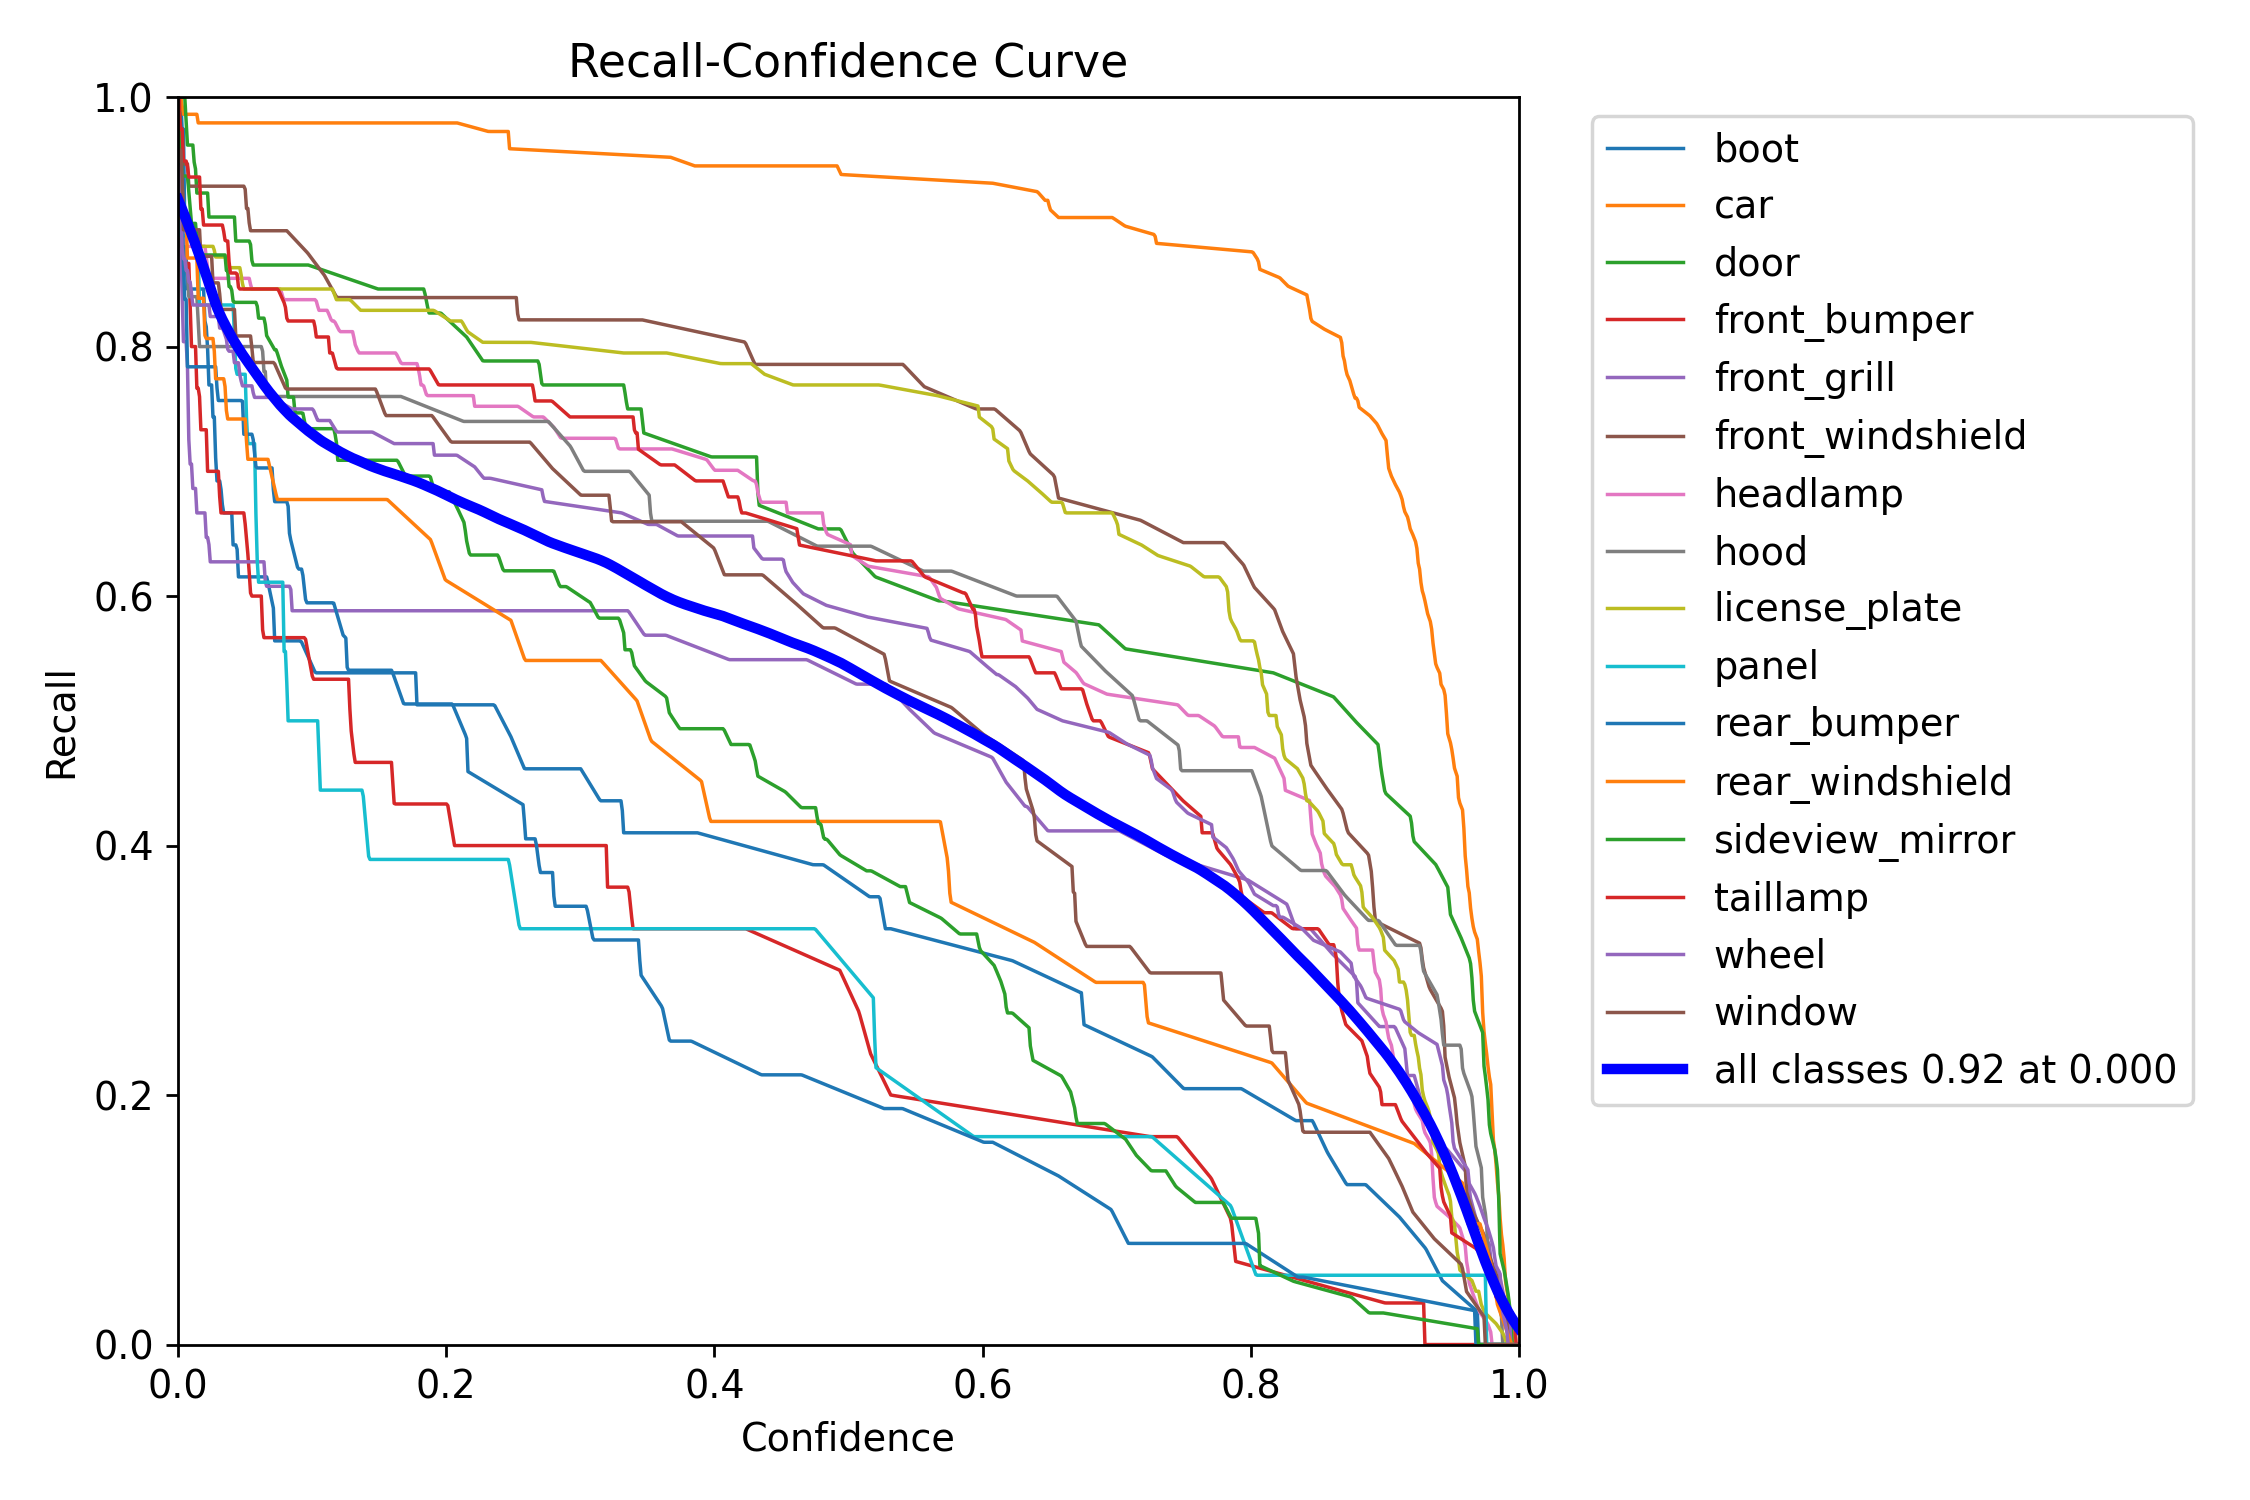 Recall-Confidence Curve
1.0
0.8
0.6
0.4
0.2
0.0
Recall
0.0
0.2
0.4
0.6
0.8
1.0
Confidence
boot
car
door
front_bumper
front_grill
front_windshield
headlamp
hood
license_plate
panel
rear_bumper
rear_windshield
sideview_mirror
taillamp
wheel
window
all classes 0.92 at 0.000